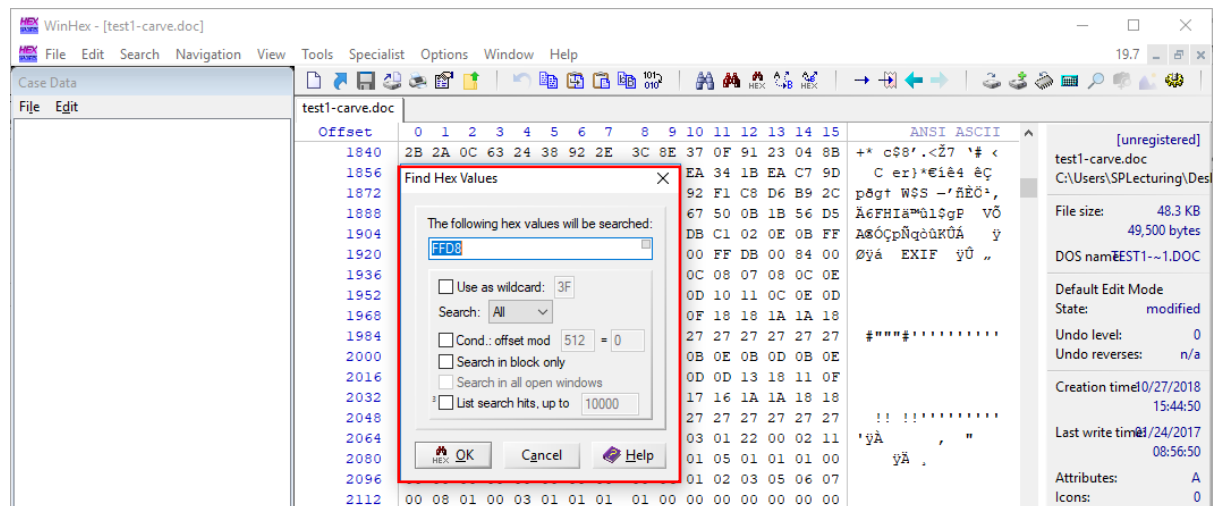 WinHex - [test1-carve.doc]
File Edit Search Navigation View Tools Specialist Options Window Help 19.7
Case Data
File Edit
test1-carve.doc
Offset 0 1 2 3 4 5 6 7 8 9 10 11 12 13 14 15 ANSI ASCII
[unregistered]
test1-carve.doc
C:\Users\SPLecturing\Des
File size: 48.3 KB
49,500 bytes
DOS name
Default Edit Mode
State: modified
Undo level: 0
Undo reverses: n/a
Creation time 10/27/2018
15:44:50
Last write time 01/24/2017
08:56:50
Attributes: A
Icons: 0
1840 2B 2A 0C 63 24 38 92 2E 3C 8E 37 0F 91 23 04 8B
1856 EA 34 1B EA C7 9D
1872 92 F1 C8 D6 B9 2C
1888 67 50 0B 1B 56 D5
1904 DB C1 02 0E 0B FF
1920 00 FF DB 00 84 00 Øÿá EXIF ÿÛ „
1936 0C 08 07 08 0C 0E
1952 0D 10 11 0C 0E 0D
1968 0F 18 18 1A 1A 18
1984 27 27 27 27 27 27 #"""#''''''''''
2000 0B 0E 0B 0D 0B 0E
2016 0D 0D 13 18 11 0F
2032 17 16 1A 1A 18 18
2048 27 27 27 27 27 27 !! !!''''''''''
2064 03 01 22 00 02 11 'ÿÀ , "
2080 01 05 01 01 01 00 ÿÄ
2096 01 02 03 05 06 07
2112 00 08 01 00 03 01 01 01 01 00 00 00 00 00 00 00
Find Hex Values
The following hex values will be searched:
FFD8
Use as wildcard: 3F
Search: All
Cond.: offset mod 512 = 0
Search in block only
Search in all open windows
3 List search hits, up to 10000
HEX OK Cancel Help